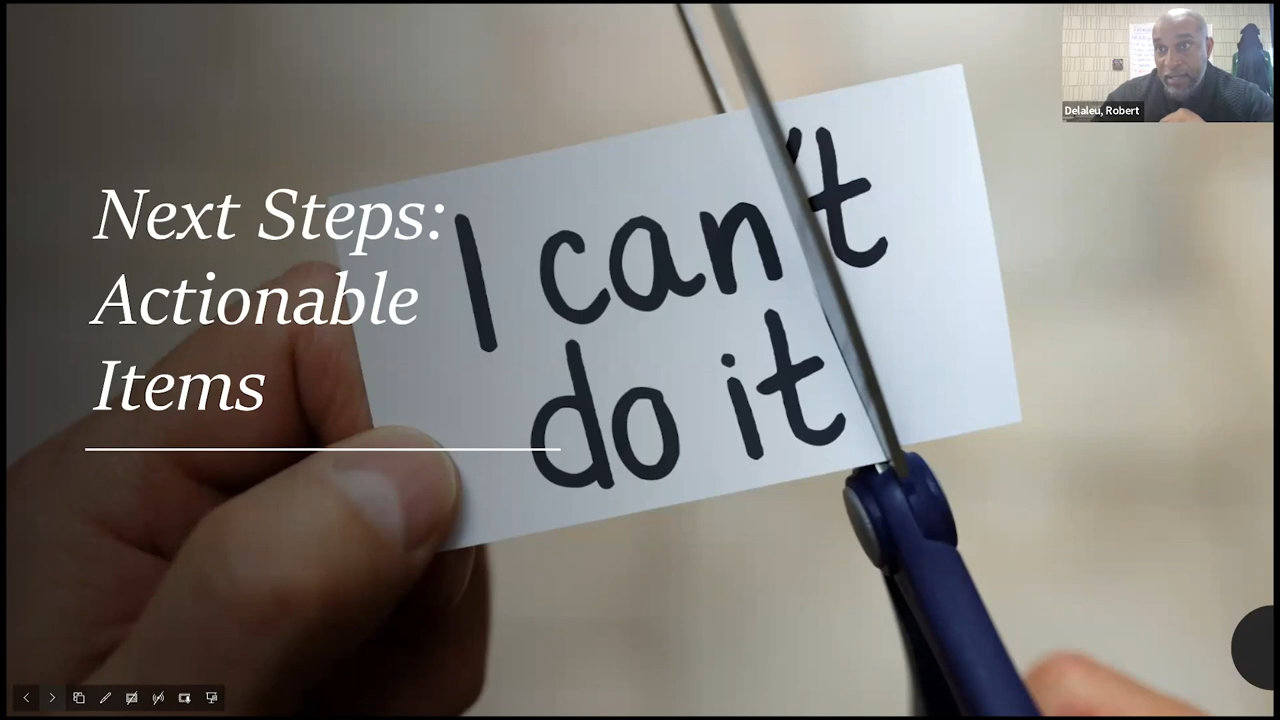 Next Steps:
Actionable
Items
I can't
do it
Delaleu, Robert